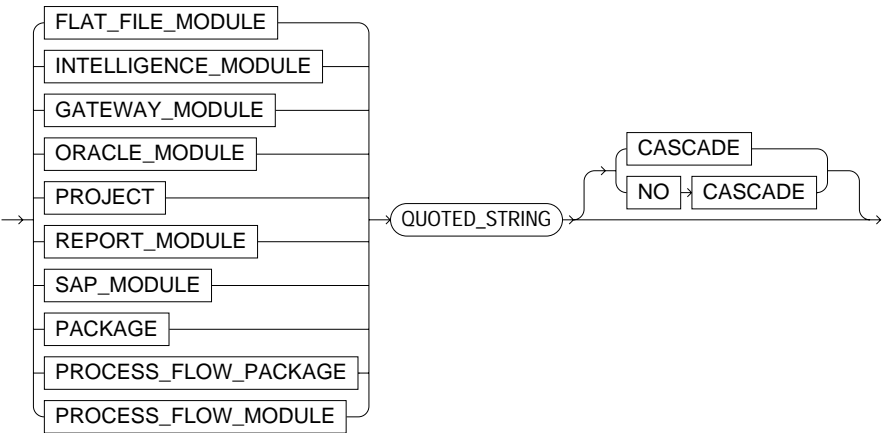 FLAT_FILE_MODULE
INTELLIGENCE_MODULE
GATEWAY_MODULE
ORACLE_MODULE
PROJECT
REPORT_MODULE
SAP_MODULE
PACKAGE
PROCESS_FLOW_PACKAGE
PROCESS_FLOW_MODULE
QUOTED_STRING
CASCADE
NO CASCADE